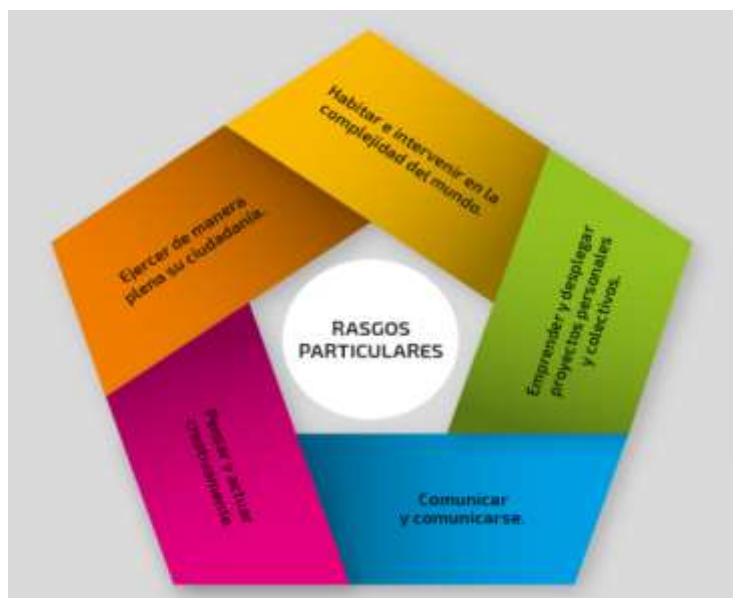 Habitar e intervenir en la
complejidad del mundo.
Ejercer de manera
plena su ciudadanía.
Emprender y desplegar
proyectos personales
y colectivos.
RASGOS
PARTICULARES
Pensar y actuar
creativamente
Comunicar
y comunicarse.